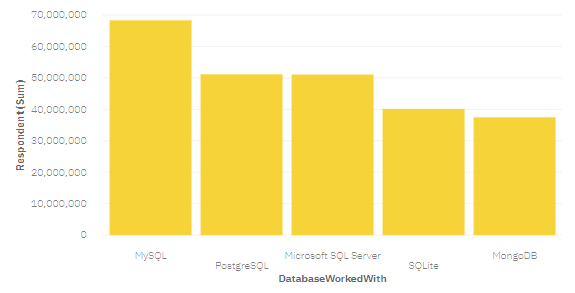 70,000,000
60,000,000
50,000,000
40,000,000
30,000,000
20,000,000
10,000,000
0
Respondent (Sum)
MySQL
PostgreSQL
Microsoft SQL Server
SQLite
MongoDB
DatabaseWorkedWith